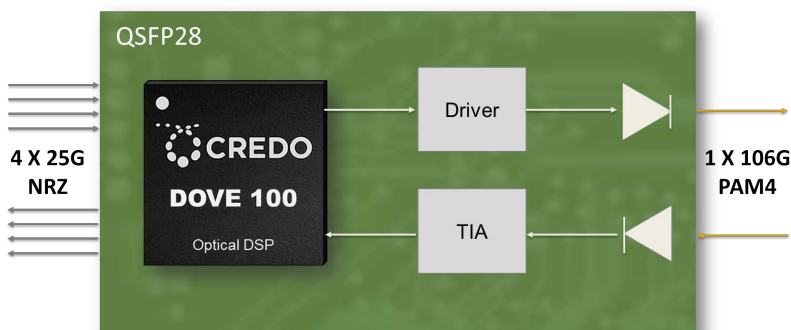 QSFP28
4 X 25G
NRZ
CREDO
DOVE 100
Optical DSP
Driver
TIA
1 X 106G
PAM4